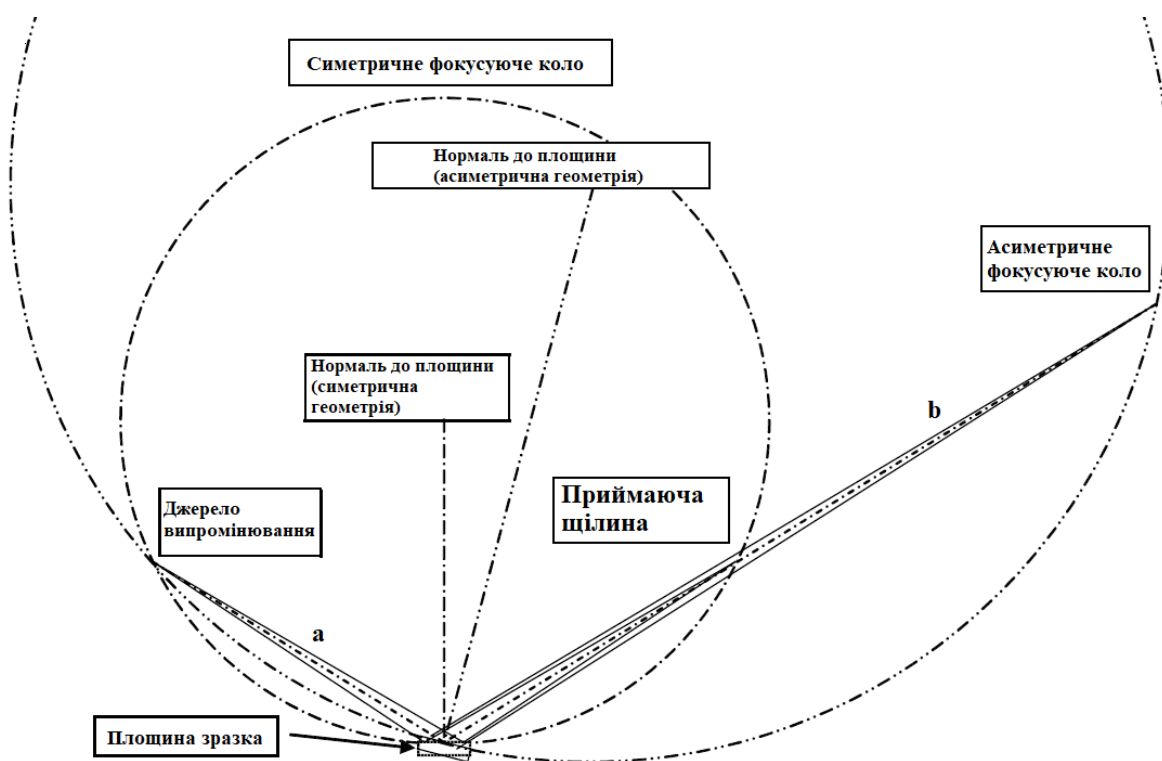 Симетричне фокусуюче коло
Нормаль до площини
(асиметрична геометрія)
Асиметричне
фокусуюче коло
Нормаль до площини
(симетрична
геометрія)
b
Приймаюча
щілина
Джерело
випромінювання
a
Площина зразка